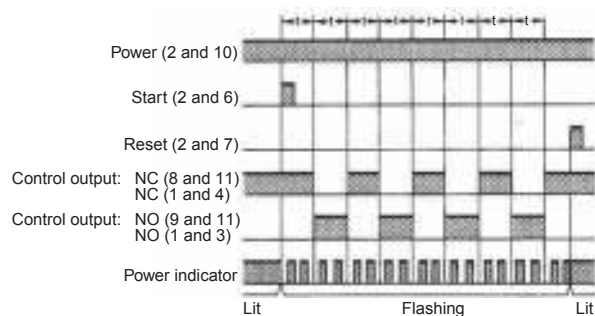 t t t t t t t t
Power (2 and 10)
Start (2 and 6)
Reset (2 and 7)
Control output: NC (8 and 11)
NC (1 and 4)
Control output: NO (9 and 11)
NO (1 and 3)
Power indicator
Lit Flashing Lit